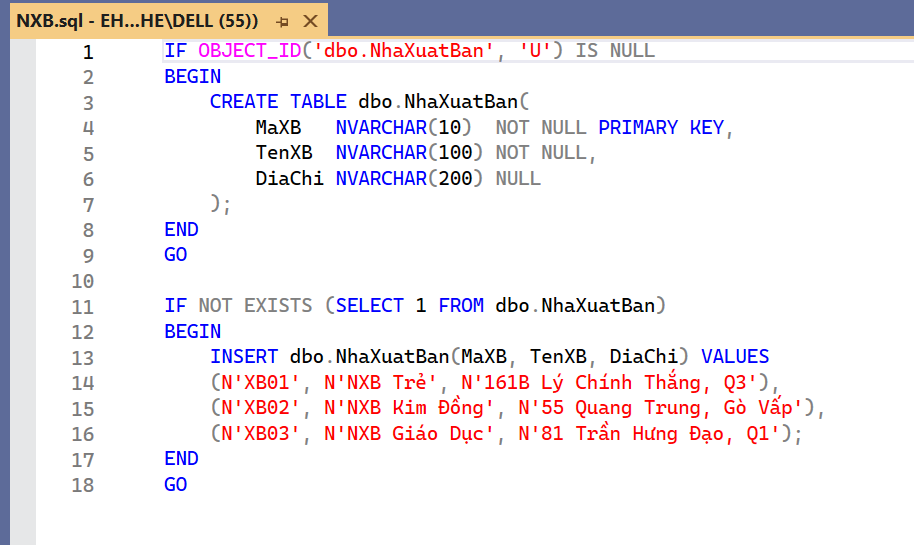 NXB.sql - EH...HE\DELL (55))
1 IF OBJECT_ID('dbo.NhaXuatBan', 'U') IS NULL
2 BEGIN
3 CREATE TABLE dbo.NhaXuatBan(
4 MaXB NVARCHAR(10) NOT NULL PRIMARY KEY,
5 TenXB NVARCHAR(100) NOT NULL,
6 DiaChi NVARCHAR(200) NULL
7 );
8 END
9 GO
10
11 IF NOT EXISTS (SELECT 1 FROM dbo.NhaXuatBan)
12 BEGIN
13 INSERT dbo.NhaXuatBan(MaXB, TenXB, DiaChi) VALUES
14 (N'XB01', N'NXB Trẻ', N'161B Lý Chính Thắng, Q3'),
15 (N'XB02', N'NXB Kim Đồng', N'55 Quang Trung, Gò Vấp'),
16 (N'XB03', N'NXB Giáo Dục', N'81 Trần Hưng Đạo, Q1');
17 END
18 GO